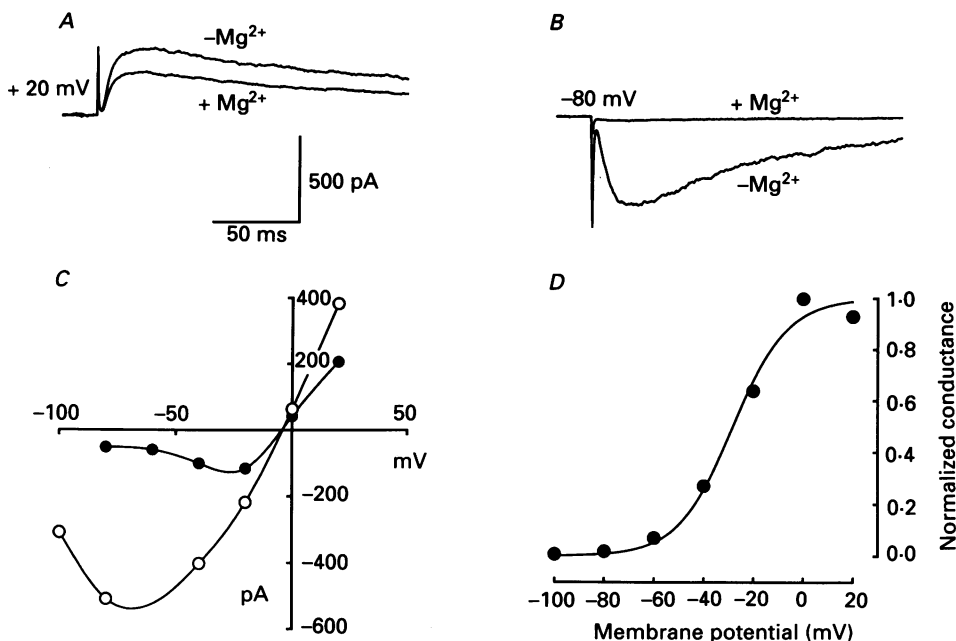 A
−Mg2+
+ 20 mV
+ Mg2+
500 pA
50 ms
B
−80 mV
+ Mg2+
−Mg2+
C
400
200
−100
−50
50
mV
−200
−400
pA
−600
D
1·0
0·8
0·6
0·4
0·2
0·0
Normalized conductance
−100 −80 −60 −40 −20 0 20
Membrane potential (mV)